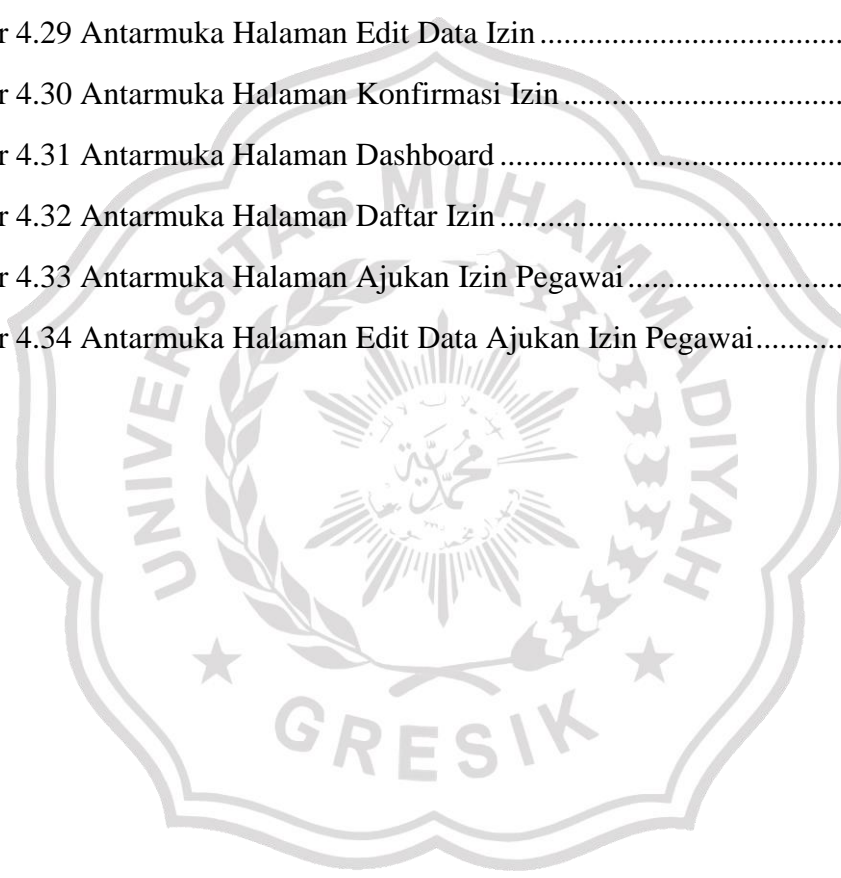 r 4.29 Antarmuka Halaman Edit Data Izin....................................
r 4.30 Antarmuka Halaman Konfirmasi Izin.................................
r 4.31 Antarmuka Halaman Dashboard.........................................
r 4.32 Antarmuka Halaman Daftar Izin.........................................
r 4.33 Antarmuka Halaman Ajukan Izin Pegawai..........................
r 4.34 Antarmuka Halaman Edit Data Ajukan Izin Pegawai...........
UNIVERSITAS MUHAMMADIYAH
GRESIK